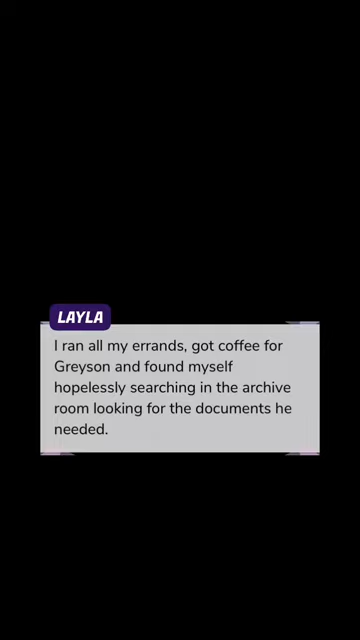 LAYLA
I ran all my errands, got coffee for
Greyson and found myself
hopelessly searching in the archive
room looking for the documents he
needed.